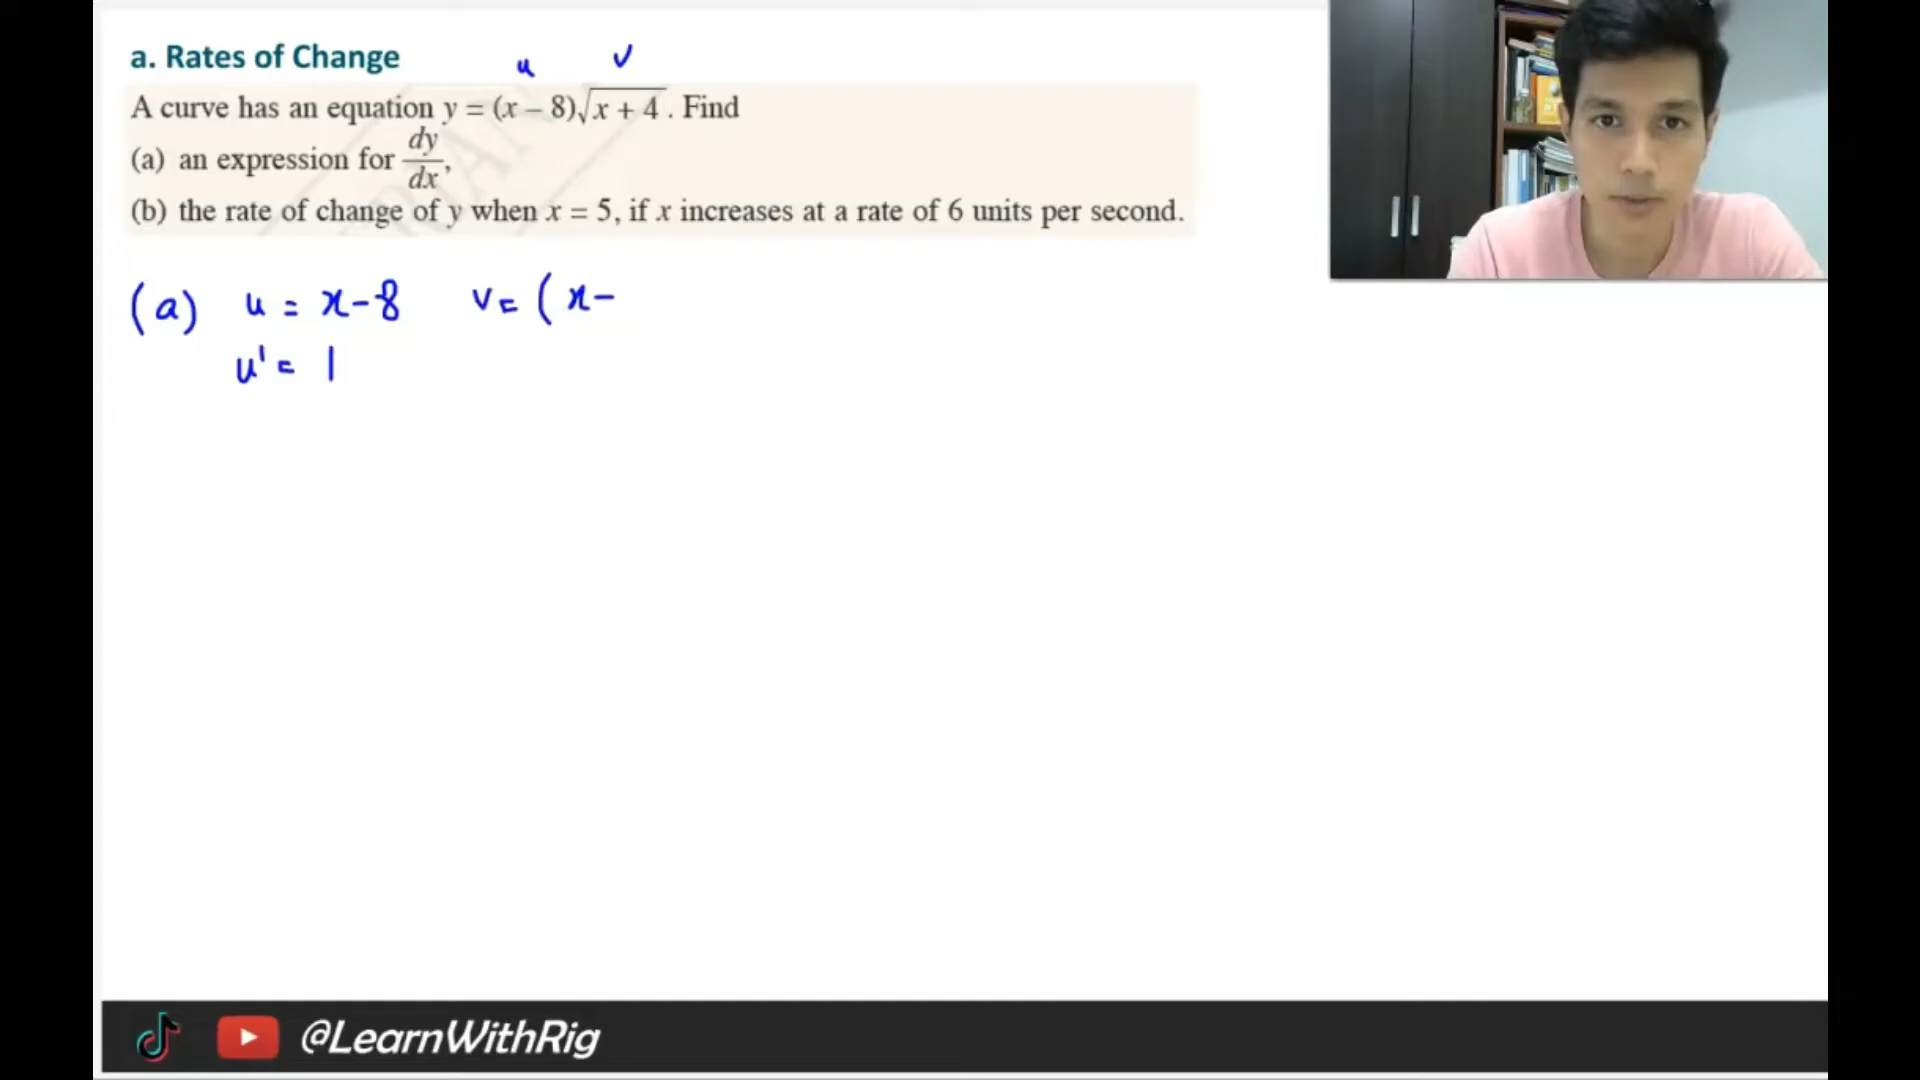 a. Rates of Change
u v
A curve has an equation y = (x – 8)√(x + 4) . Find
(a) an expression for dy/dx,
(b) the rate of change of y when x = 5, if x increases at a rate of 6 units per second.
(a) u = x-8 v= (x-
u' = 1
@LearnWithRig